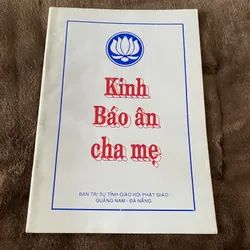 Kinh
Báo ân
cha mẹ
BAN TRỊ SỰ TỈNH GIÁO HỘI PHẬT GIÁO
QUẢNG NAM - ĐÀ NẴNG